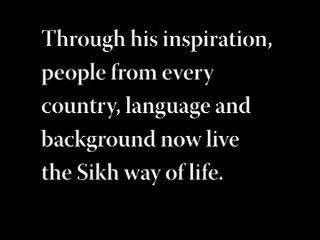 Through his inspiration,
people from every
country, language and
background now live
the Sikh way of life.